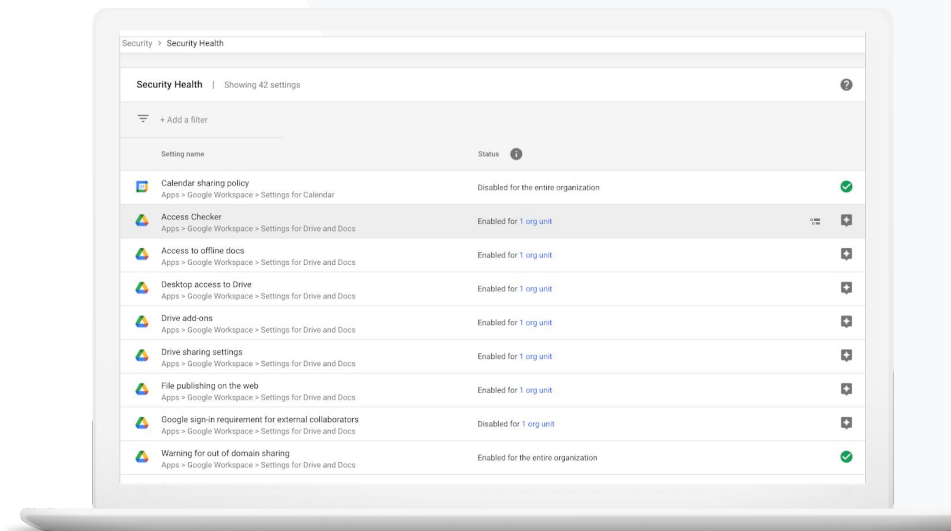 Security > Security Health
Security Health | Showing 42 settings
+ Add a filter
Setting name Status
Calendar sharing policy
Apps > Google Workspace > Settings for Calendar
Disabled for the entire organization
Access Checker
Apps > Google Workspace > Settings for Drive and Docs
Enabled for 1 org unit
Access to offline docs
Apps > Google Workspace > Settings for Drive and Docs
Enabled for 1 org unit
Desktop access to Drive
Apps > Google Workspace > Settings for Drive and Docs
Enabled for 1 org unit
Drive add-ons
Apps > Google Workspace > Settings for Drive and Docs
Enabled for 1 org unit
Drive sharing settings
Apps > Google Workspace > Settings for Drive and Docs
Enabled for 1 org unit
File publishing on the web
Apps > Google Workspace > Settings for Drive and Docs
Enabled for 1 org unit
Google sign-in requirement for external collaborators
Apps > Google Workspace > Settings for Drive and Docs
Disabled for 1 org unit
Warning for out of domain sharing
Apps > Google Workspace > Settings for Drive and Docs
Enabled for the entire organization